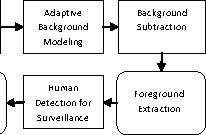 Adaptive
Background
Modeling
Background
Subtraction
Human
Detection for
Surveillance
Foreground
Extraction